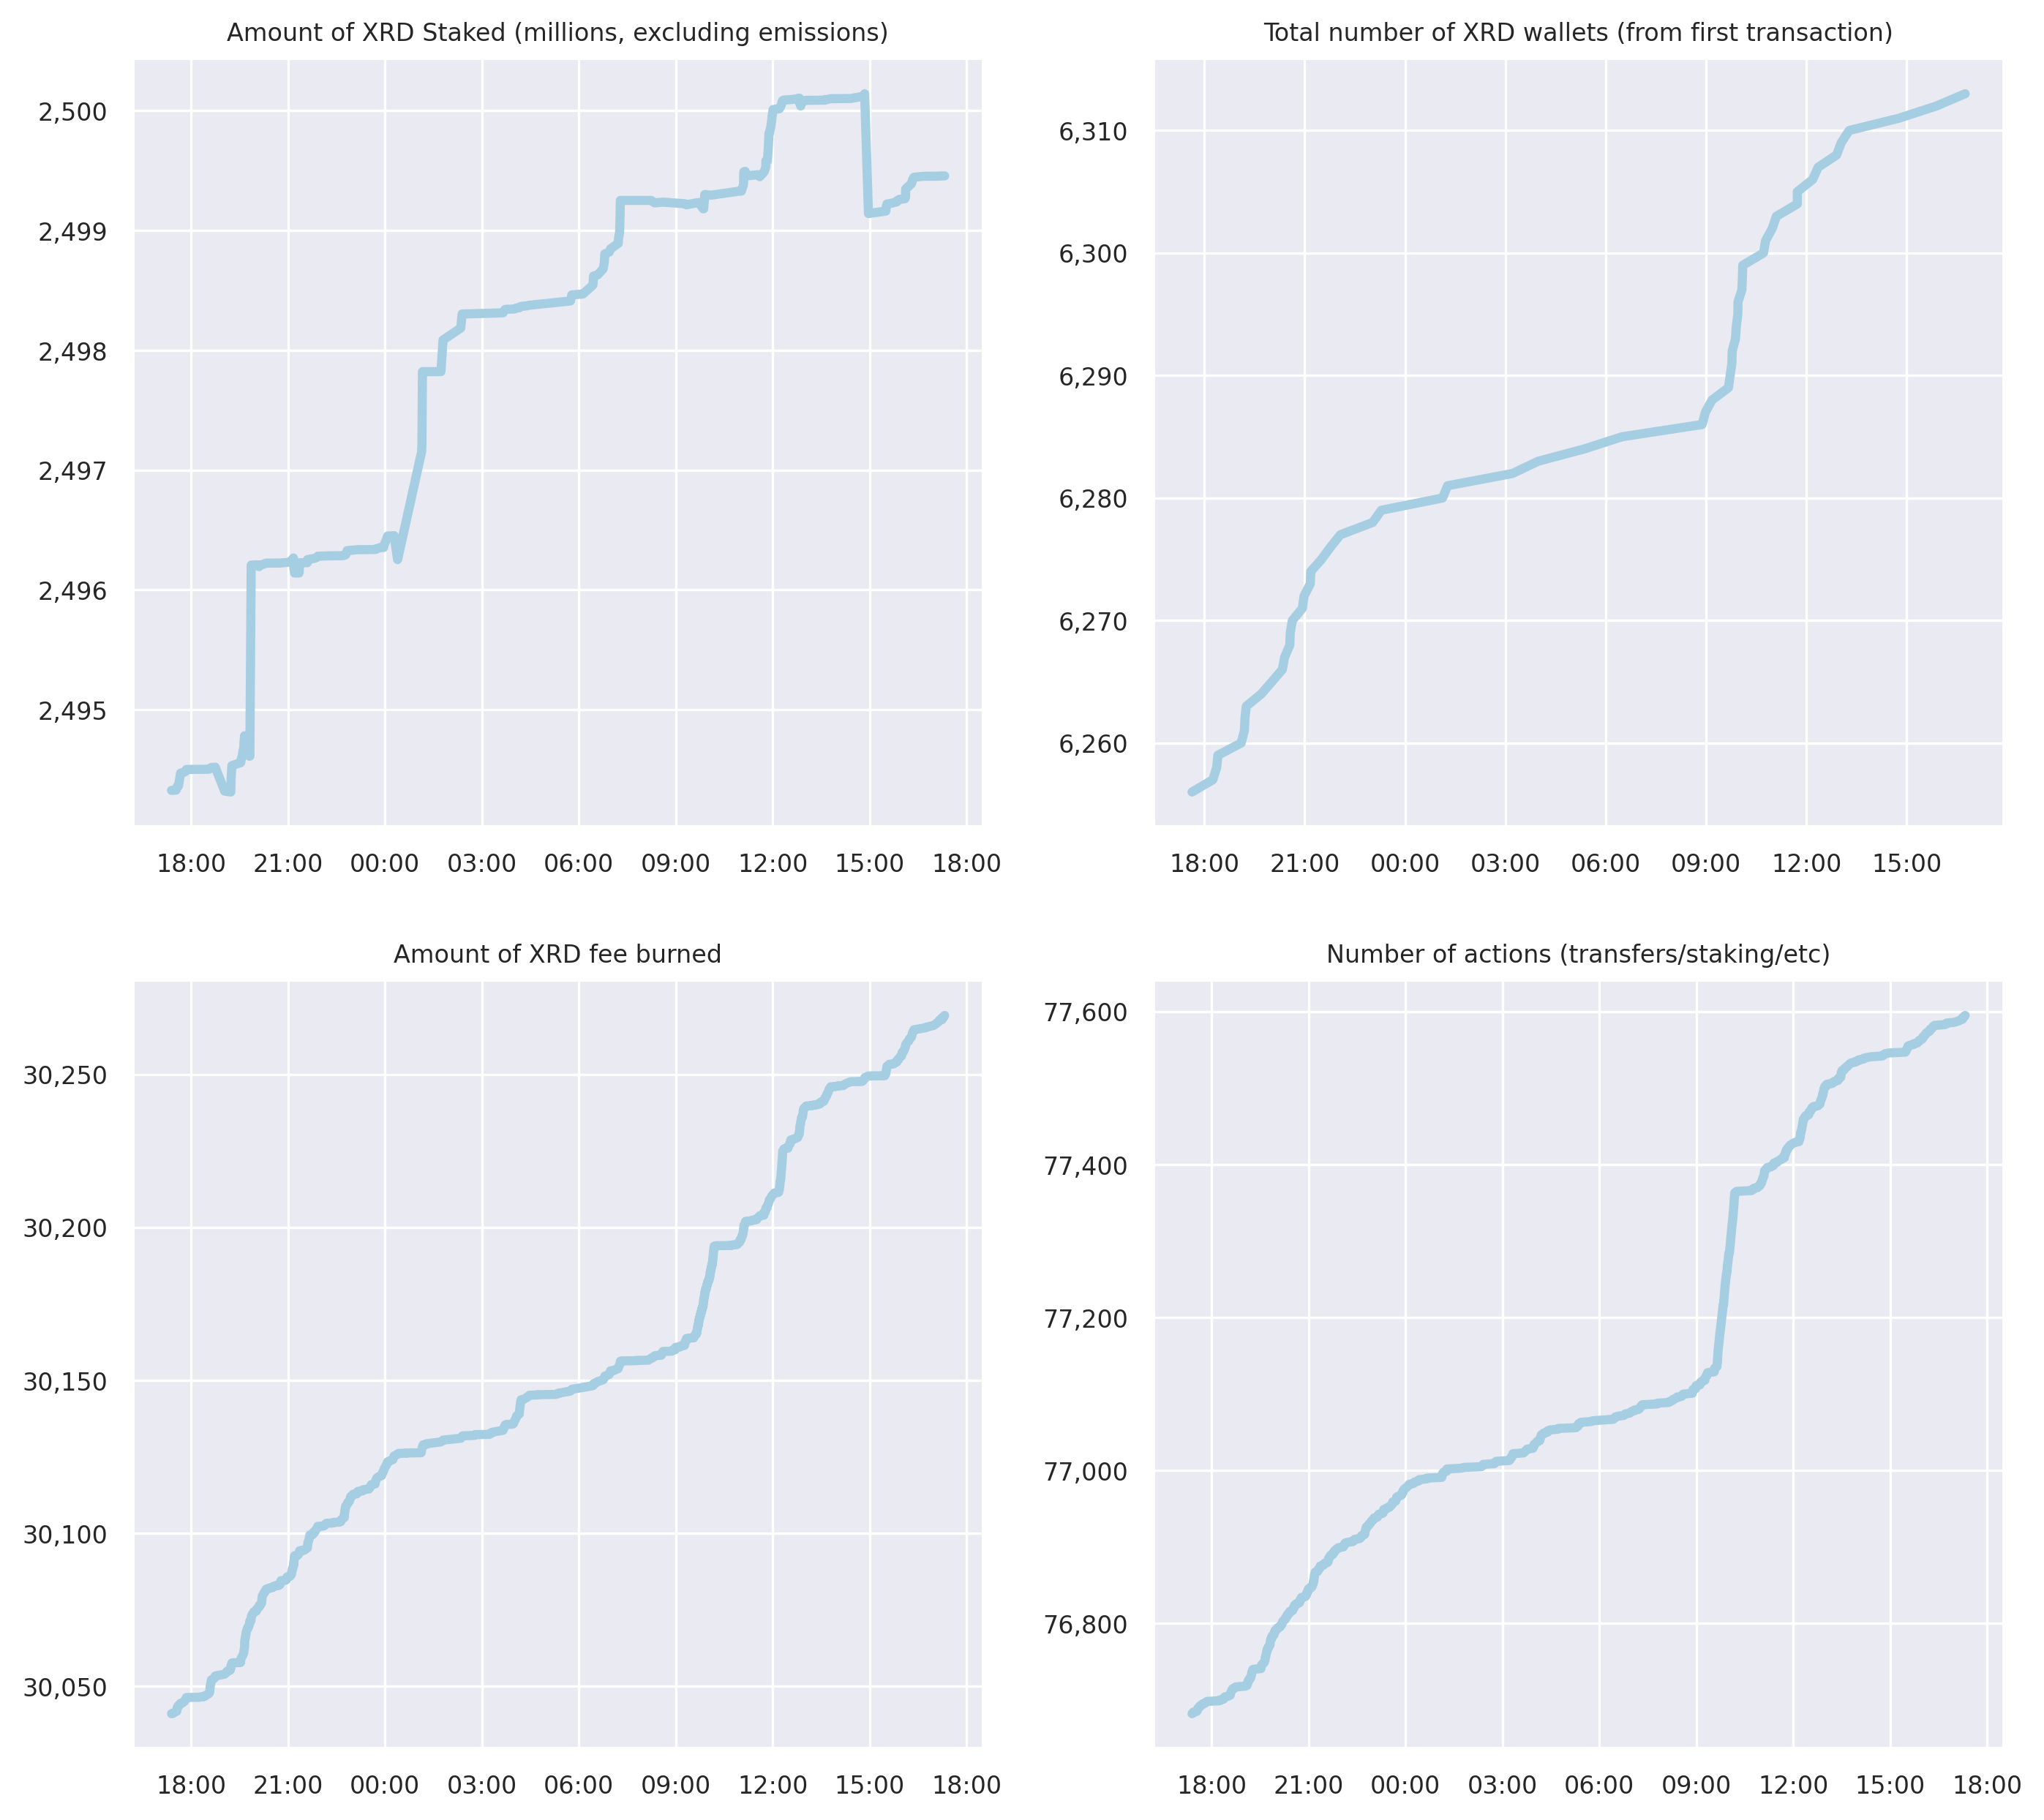 Amount of XRD Staked (millions, excluding emissions)
2,500
2,499
2,498
2,497
2,496
2,495
18:00 21:00 00:00 03:00 06:00 09:00 12:00 15:00 18:00
Total number of XRD wallets (from first transaction)
6,310
6,300
6,290
6,280
6,270
6,260
18:00 21:00 00:00 03:00 06:00 09:00 12:00 15:00
Amount of XRD fee burned
30,250
30,200
30,150
30,100
30,050
18:00 21:00 00:00 03:00 06:00 09:00 12:00 15:00 18:00
Number of actions (transfers/staking/etc)
77,600
77,400
77,200
77,000
76,800
18:00 21:00 00:00 03:00 06:00 09:00 12:00 15:00 18:00